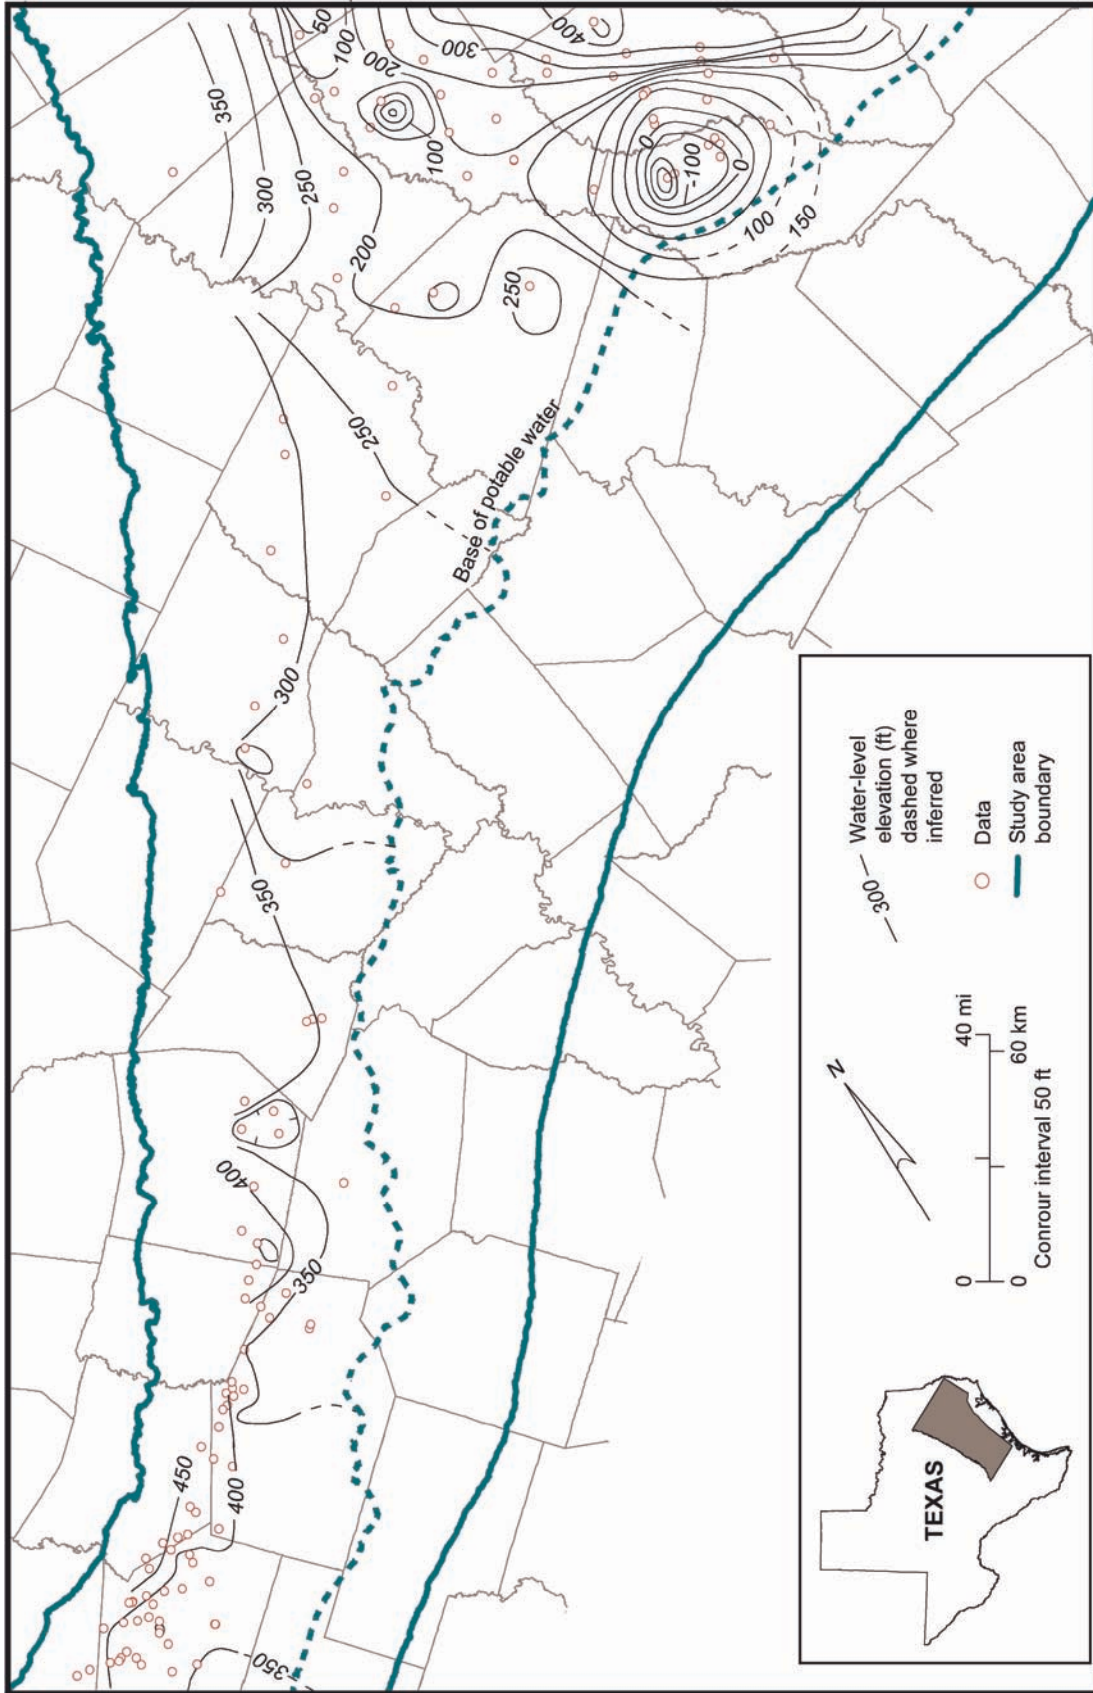 350
300
250
200
50
100
200
300
400
100
0
-100
0
100
150
250
250
300
350
400
350
450
400
350
Base of potable water
TEXAS
N
0 40 mi
0 60 km
Conrour interval 50 ft
300
Water-level
elevation (ft)
dashed where
inferred
Data
Study area
boundary